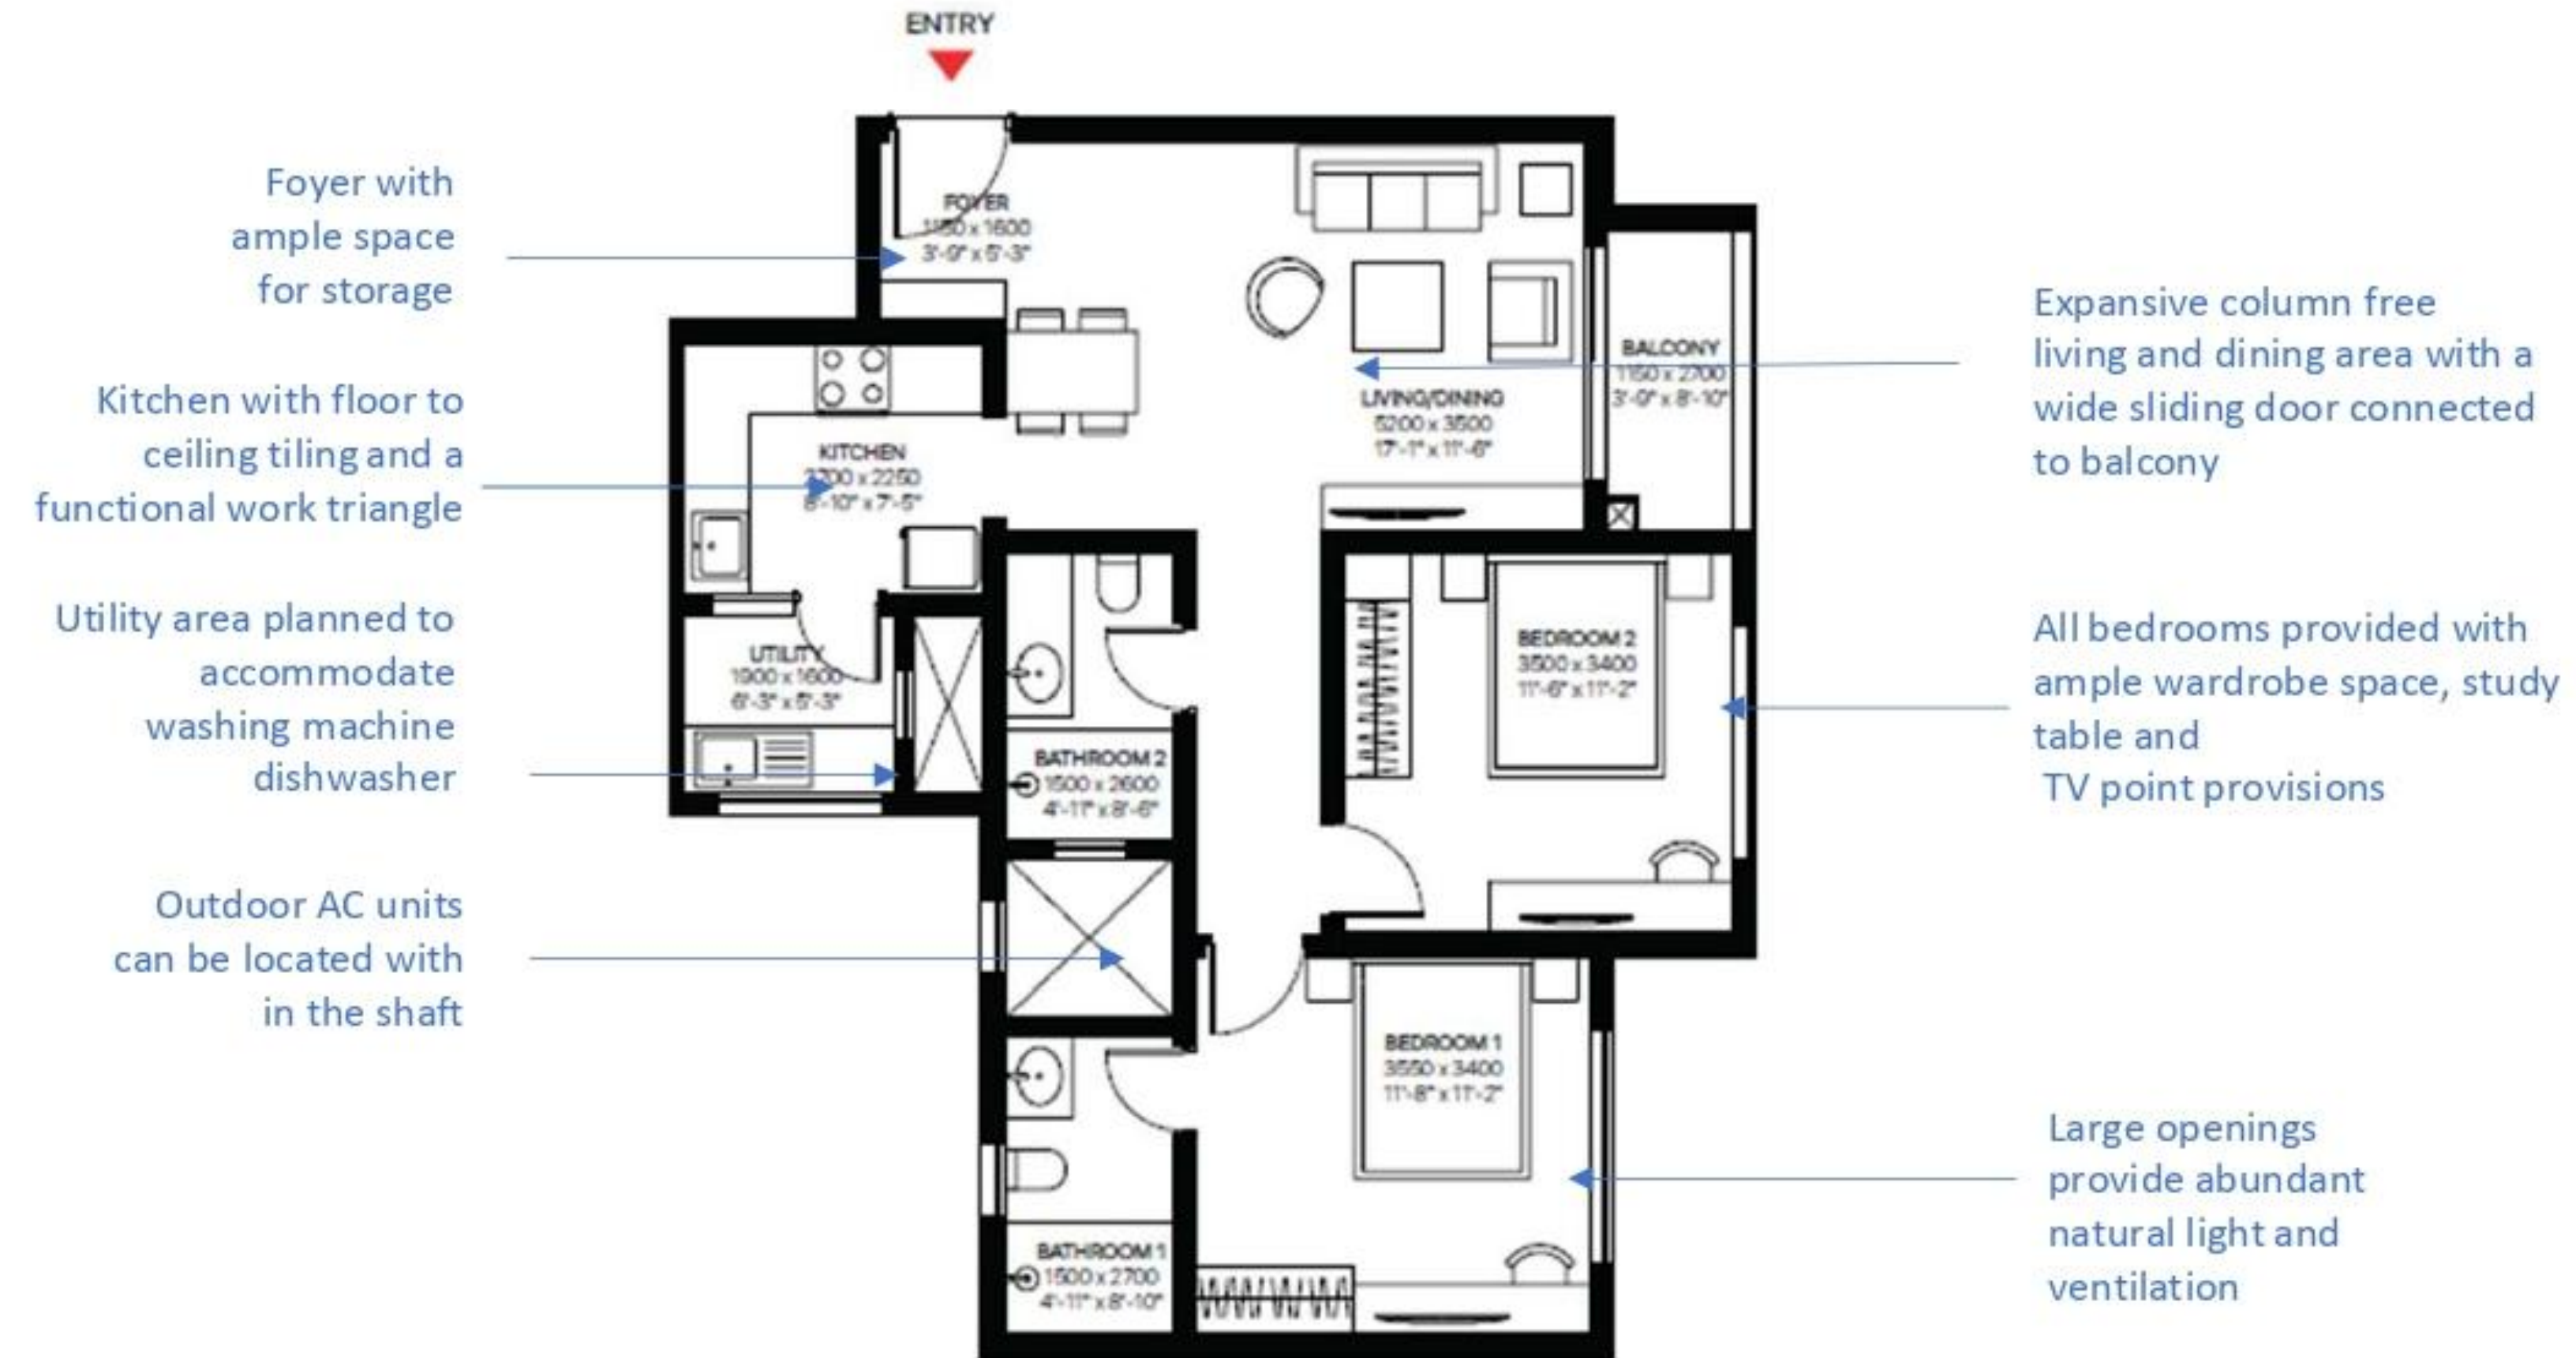 ENTRY
Foyer with
ample space
for storage
FOYER
1150 x 1600
3'-9" x 5'-3"
Kitchen with floor to
ceiling tiling and a
functional work triangle
KITCHEN
2700 x 2250
8'-10" x 7'-5"
Utility area planned to
accommodate
washing machine
dishwasher
UTILITY
1900 x 1600
6'-3" x 5'-3"
Outdoor AC units
can be located with
in the shaft
BALCONY
1150 x 2700
3'-9" x 8'-10"
LIVING/DINING
5200 x 3500
17'-1" x 11'-6"
Expansive column free
living and dining area with a
wide sliding door connected
to balcony
BEDROOM 2
3500 x 3400
11'-6" x 11'-2"
All bedrooms provided with
ample wardrobe space, study
table and
TV point provisions
BATHROOM 2
1500 x 2600
4'-11" x 8'-6"
BEDROOM 1
3550 x 3400
11'-8" x 11'-2"
Large openings
provide abundant
natural light and
ventilation
BATHROOM 1
1500 x 2700
4'-11" x 8'-10"